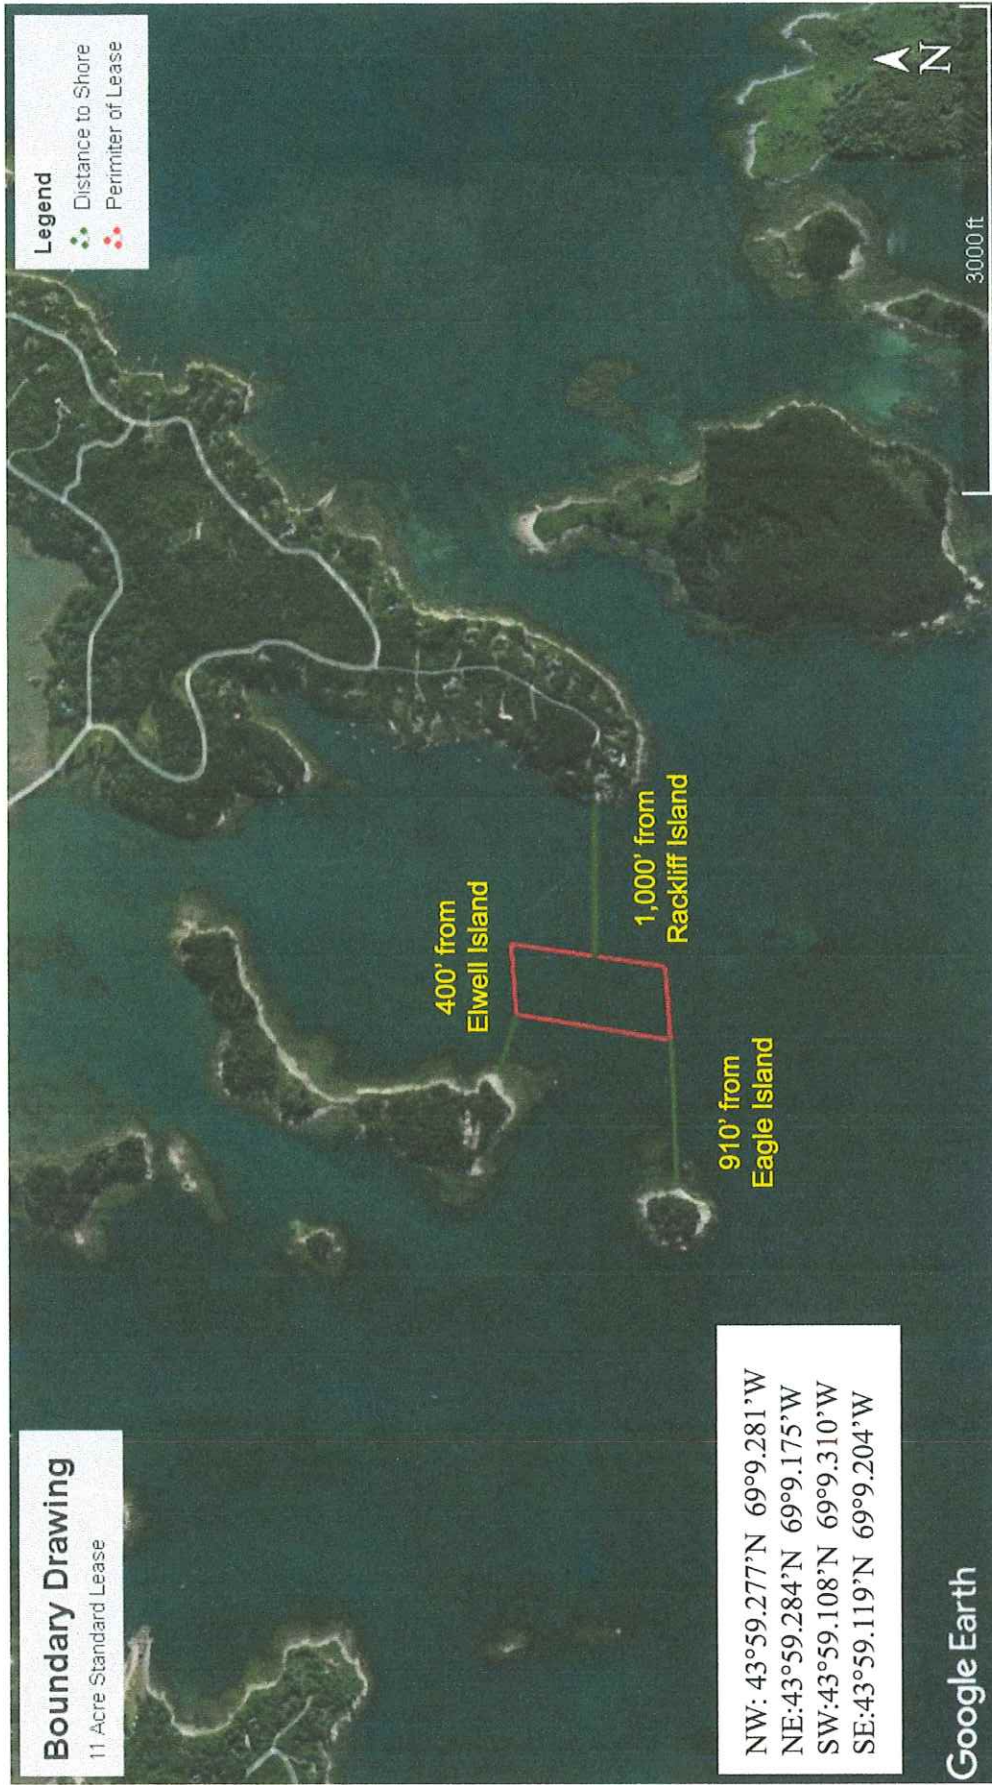 Boundary Drawing
11 Acre Standard Lease
Legend
Distance to Shore
Perimiter of Lease
400' from
Elwell Island
1,000' from
Rackliff Island
910' from
Eagle Island
NW: 43°59.277'N 69°9.281'W
NE:43°59.284'N 69°9.175'W
SW:43°59.108'N 69°9.310'W
SE:43°59.119'N 69°9.204'W
Google Earth
N
3000 ft